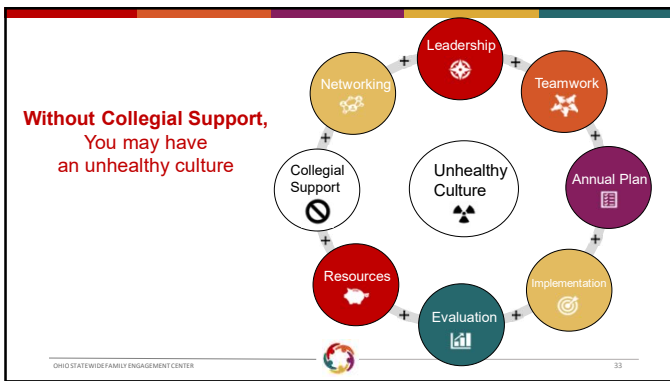 Without Collegial Support,
You may have
an unhealthy culture
Leadership
Teamwork
Annual Plan
Implementation
Evaluation
Resources
Collegial
Support
Networking
Unhealthy
Culture
+
+
+
+
+
+
+
+
OHIO STATEWIDE FAMILY ENGAGEMENT CENTER
33